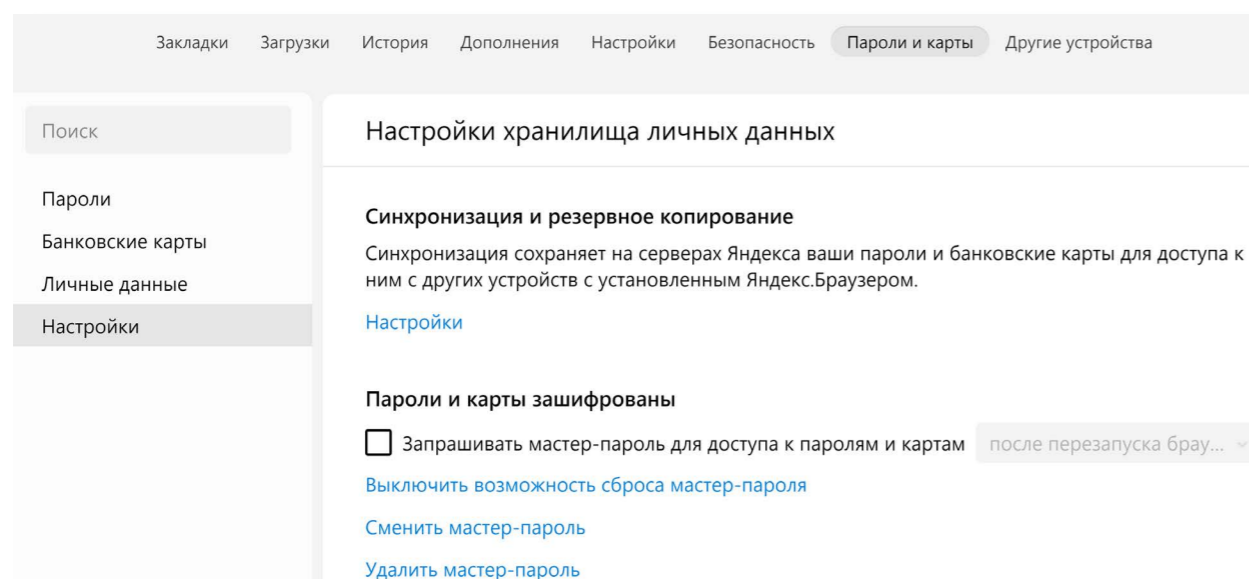 Закладки Загрузки История Дополнения Настройки Безопасность Пароли и карты Другие устройства
Поиск
Пароли
Банковские карты
Личные данные
Настройки
Настройки хранилища личных данных
Синхронизация и резервное копирование
Синхронизация сохраняет на серверах Яндекса ваши пароли и банковские карты для доступа к
ним с других устройств с установленным Яндекс.Браузером.
Настройки
Пароли и карты зашифрованы
Запрашивать мастер-пароль для доступа к паролям и картам после перезапуска брау...
Выключить возможность сброса мастер-пароля
Сменить мастер-пароль
Удалить мастер-пароль